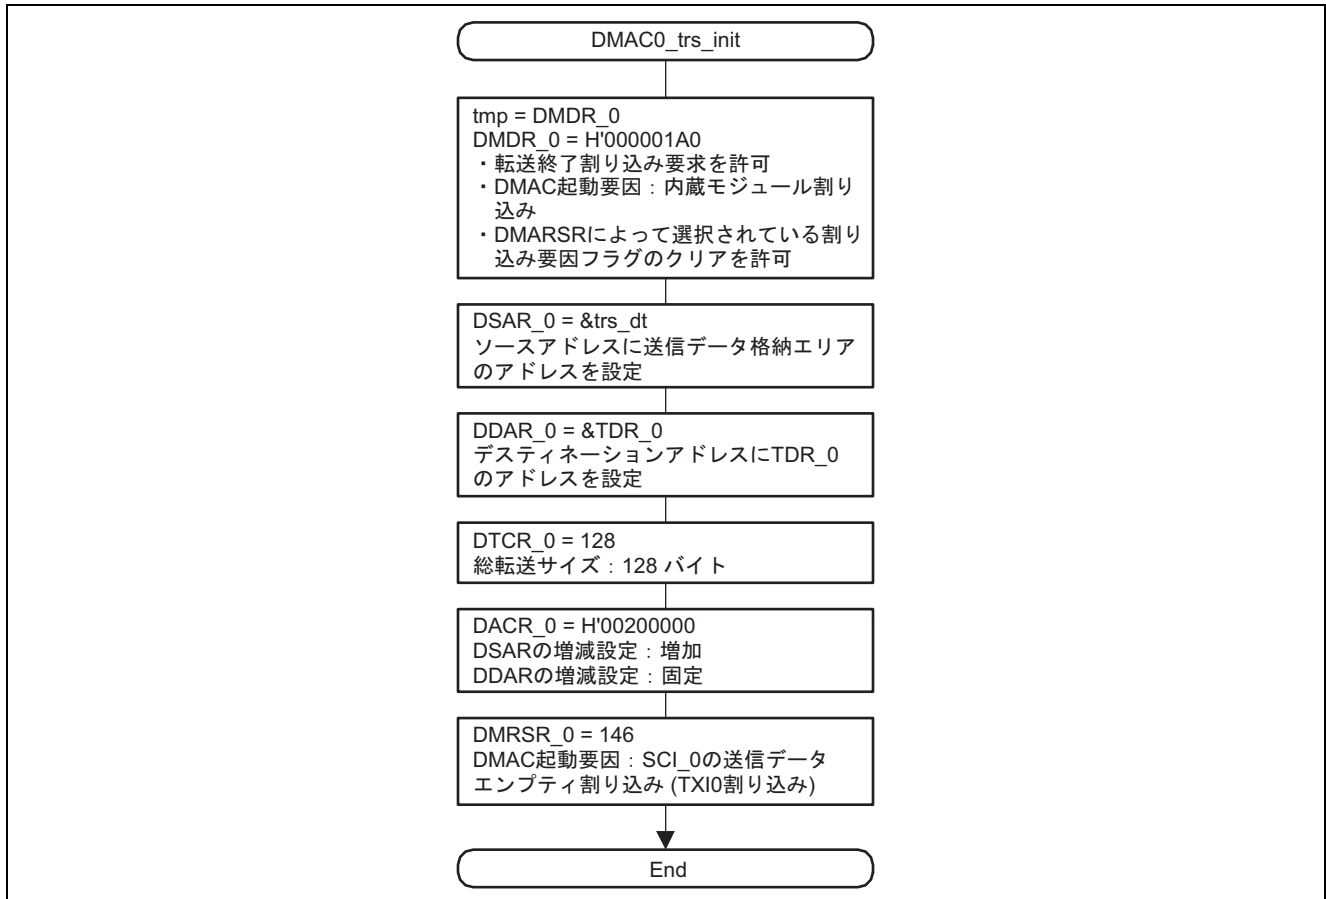 DMAC0_trs_init
tmp = DMDR_0
DMDR_0 = H'000001A0
・転送終了割り込み要求を許可
・DMAC起動要因：内蔵モジュール割り
込み
・DMARSRによって選択されている割り
込み要因フラグのクリアを許可
DSAR_0 = &trs_dt
ソースアドレスに送信データ格納エリア
のアドレスを設定
DDAR_0 = &TDR_0
デスティネーションアドレスにTDR_0
のアドレスを設定
DTCR_0 = 128
総転送サイズ：128 バイト
DACR_0 = H'00200000
DSARの増減設定：増加
DDARの増減設定：固定
DMRSR_0 = 146
DMAC起動要因：SCI_0の送信データ
エンプティ割り込み (TXI0割り込み)
End